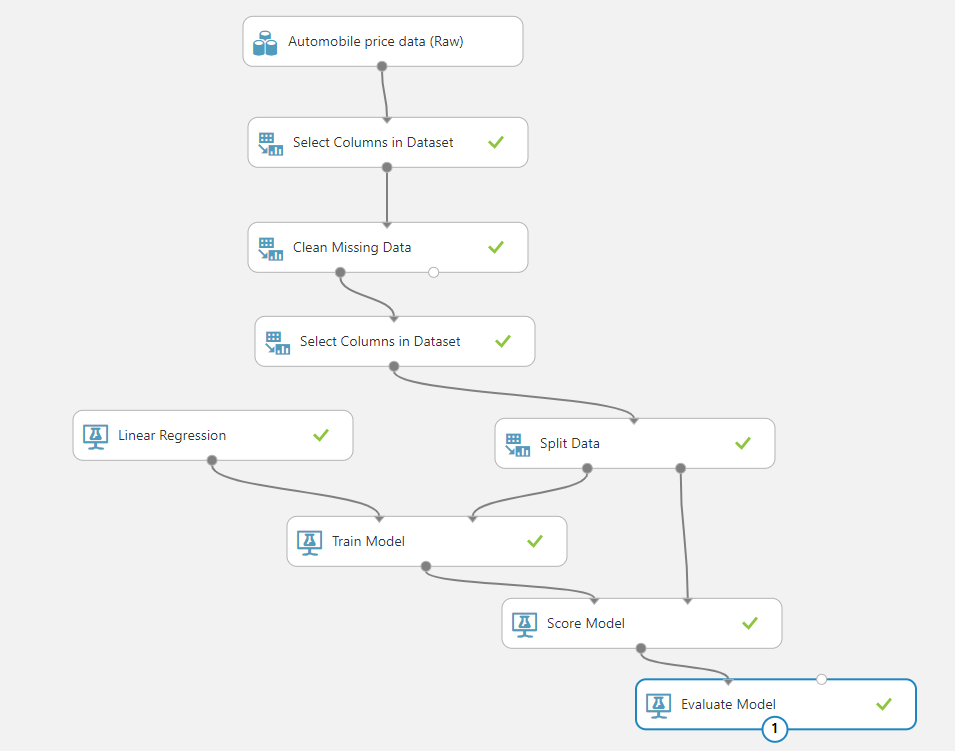 Automobile price data (Raw)
Select Columns in Dataset
Clean Missing Data
Select Columns in Dataset
Linear Regression
Split Data
Train Model
Score Model
Evaluate Model
1